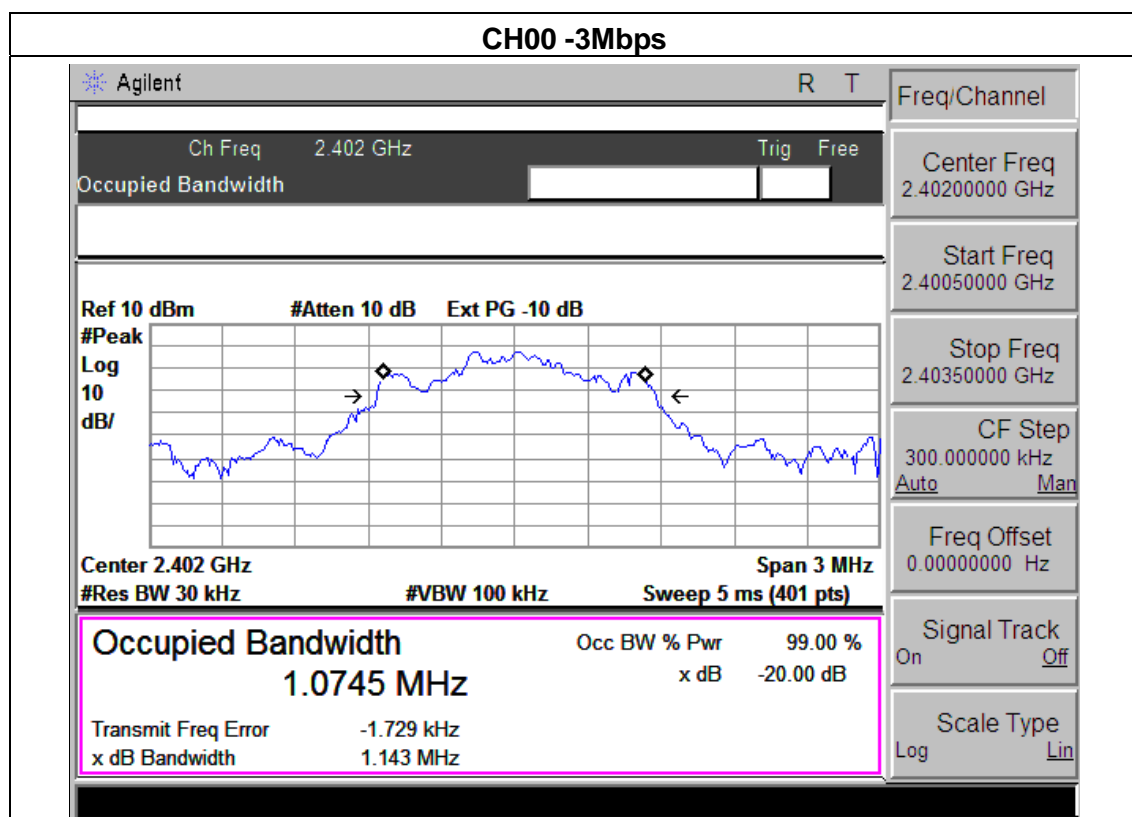 CH00 -3Mbps
Agilent R T
Freq/Channel
Ch Freq 2.402 GHz Trig Free
Occupied Bandwidth
Center Freq
2.40200000 GHz
Start Freq
2.40050000 GHz
Ref 10 dBm #Atten 10 dB Ext PG -10 dB
#Peak
Log
10
dB/
Stop Freq
2.40350000 GHz
CF Step
300.000000 kHz
Auto Man
Center 2.402 GHz Span 3 MHz
#Res BW 30 kHz #VBW 100 kHz Sweep 5 ms (401 pts)
Freq Offset
0.00000000 Hz
Occupied Bandwidth Occ BW % Pwr 99.00 %
1.0745 MHz x dB -20.00 dB
Transmit Freq Error -1.729 kHz
x dB Bandwidth 1.143 MHz
Signal Track
On Off
Scale Type
Log Lin